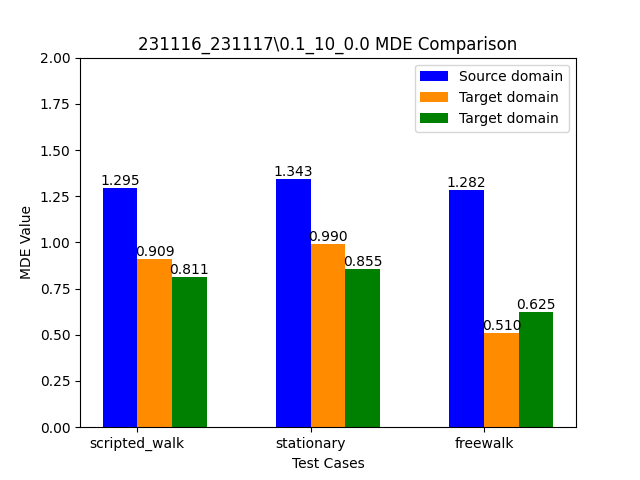 231116_231117\0.1_10_0.0 MDE Comparison
2.00
1.75
1.50
1.25
1.00
0.75
0.50
0.25
0.00
MDE Value
Source domain
Target domain
Target domain
1.295
0.909
0.811
1.343
0.990
0.855
1.282
0.510
0.625
scripted_walk
stationary
freewalk
Test Cases